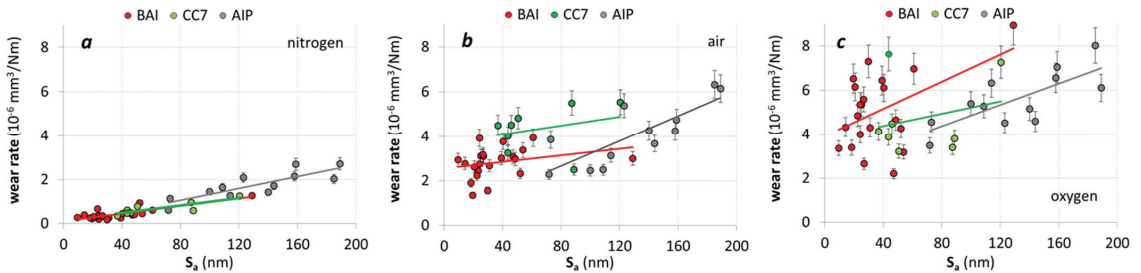 BAI CC7 AIP
a
nitrogen
wear rate (10⁻⁶ mm³/Nm)
8
6
4
2
0
0 40 80 120 160 200
Sₐ (nm)
BAI CC7 AIP
b
air
wear rate (10⁻⁶ mm³/Nm)
8
6
4
2
0
0 40 80 120 160 200
Sₐ (nm)
BAI CC7 AIP
c
oxygen
wear rate (10⁻⁶ mm³/Nm)
8
6
4
2
0
0 40 80 120 160 200
Sₐ (nm)